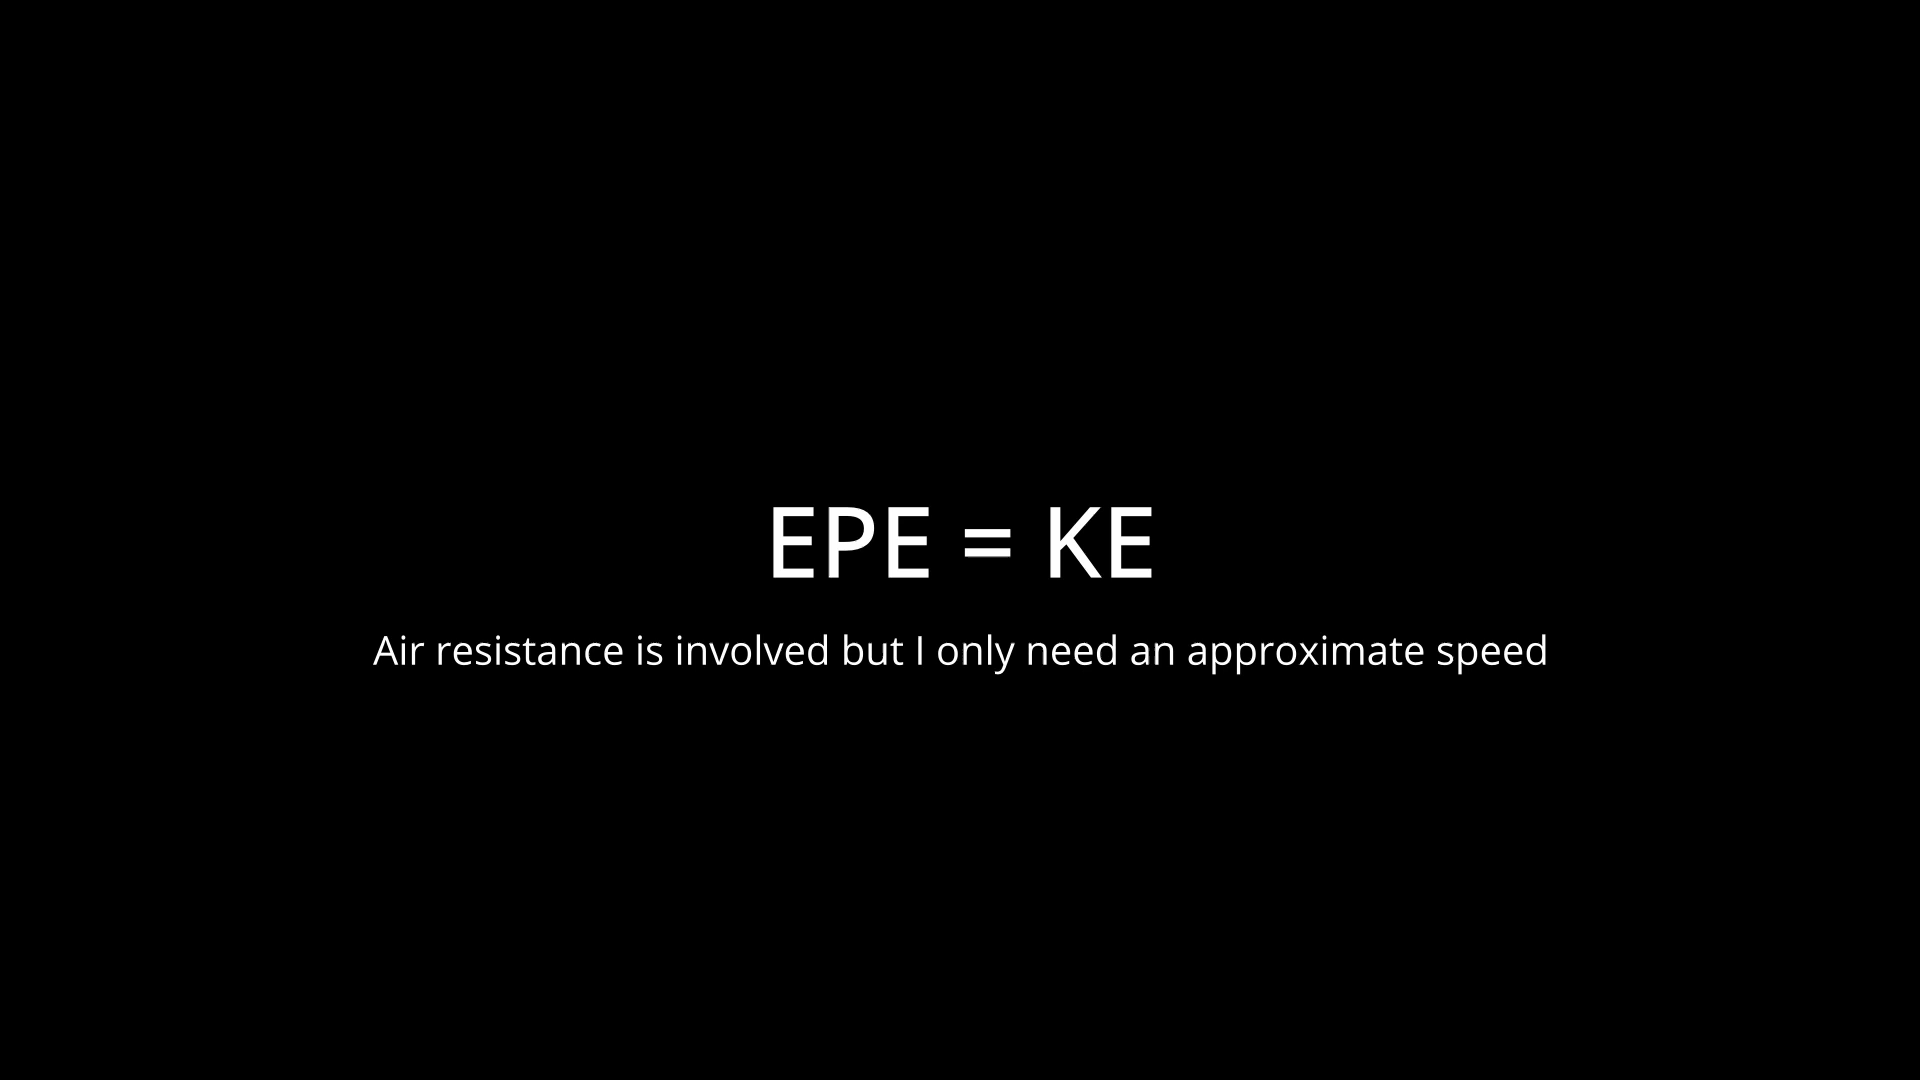 EPE = KE
Air resistance is involved but I only need an approximate speed